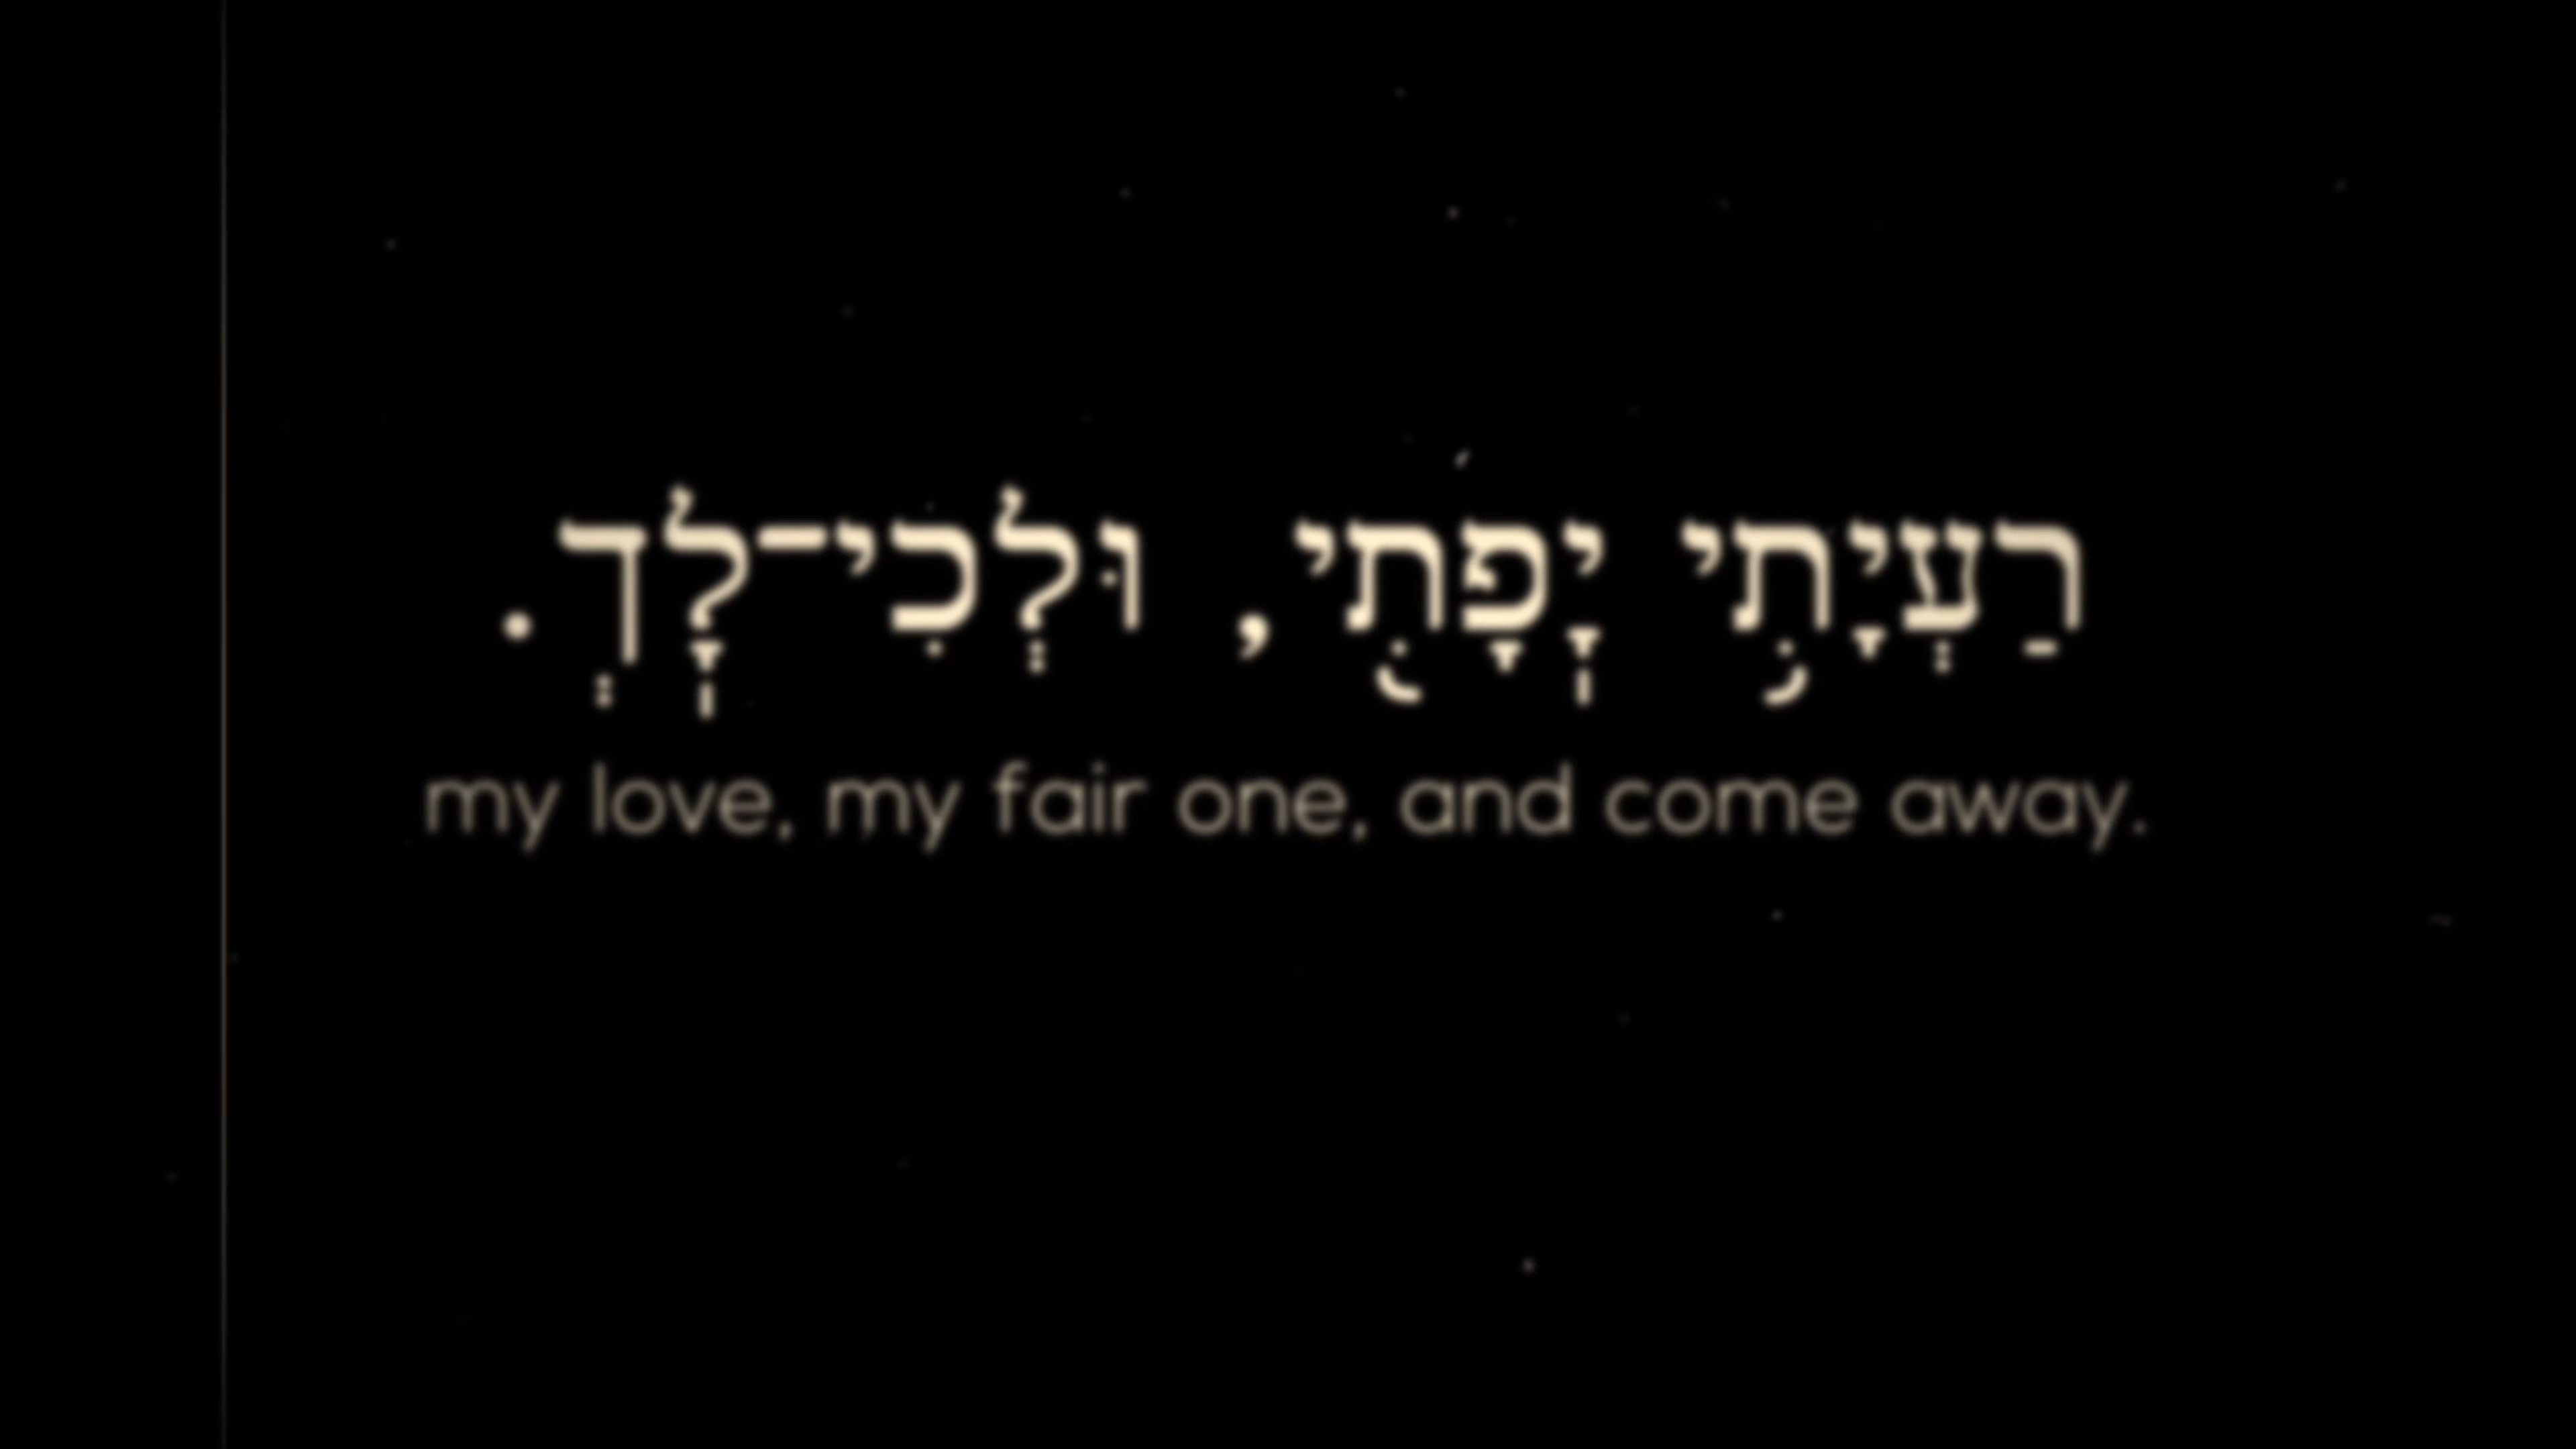 רַעְיָתִ֥י יָֽפָתִ֖י, וּלְכִי־לָֽךְ.
my love, my fair one, and come away.